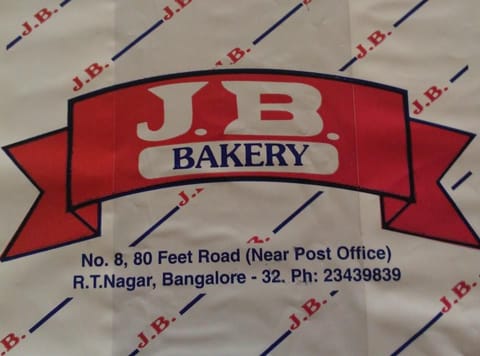 J.B.
BAKERY
No. 8, 80 Feet Road (Near Post Office)
R.T.Nagar, Bangalore - 32. Ph: 23439839
J.B.
J.B.
J.B.
J.B.
J.B.
J.B.
J.B.
J.B.
J.B.
J.B.